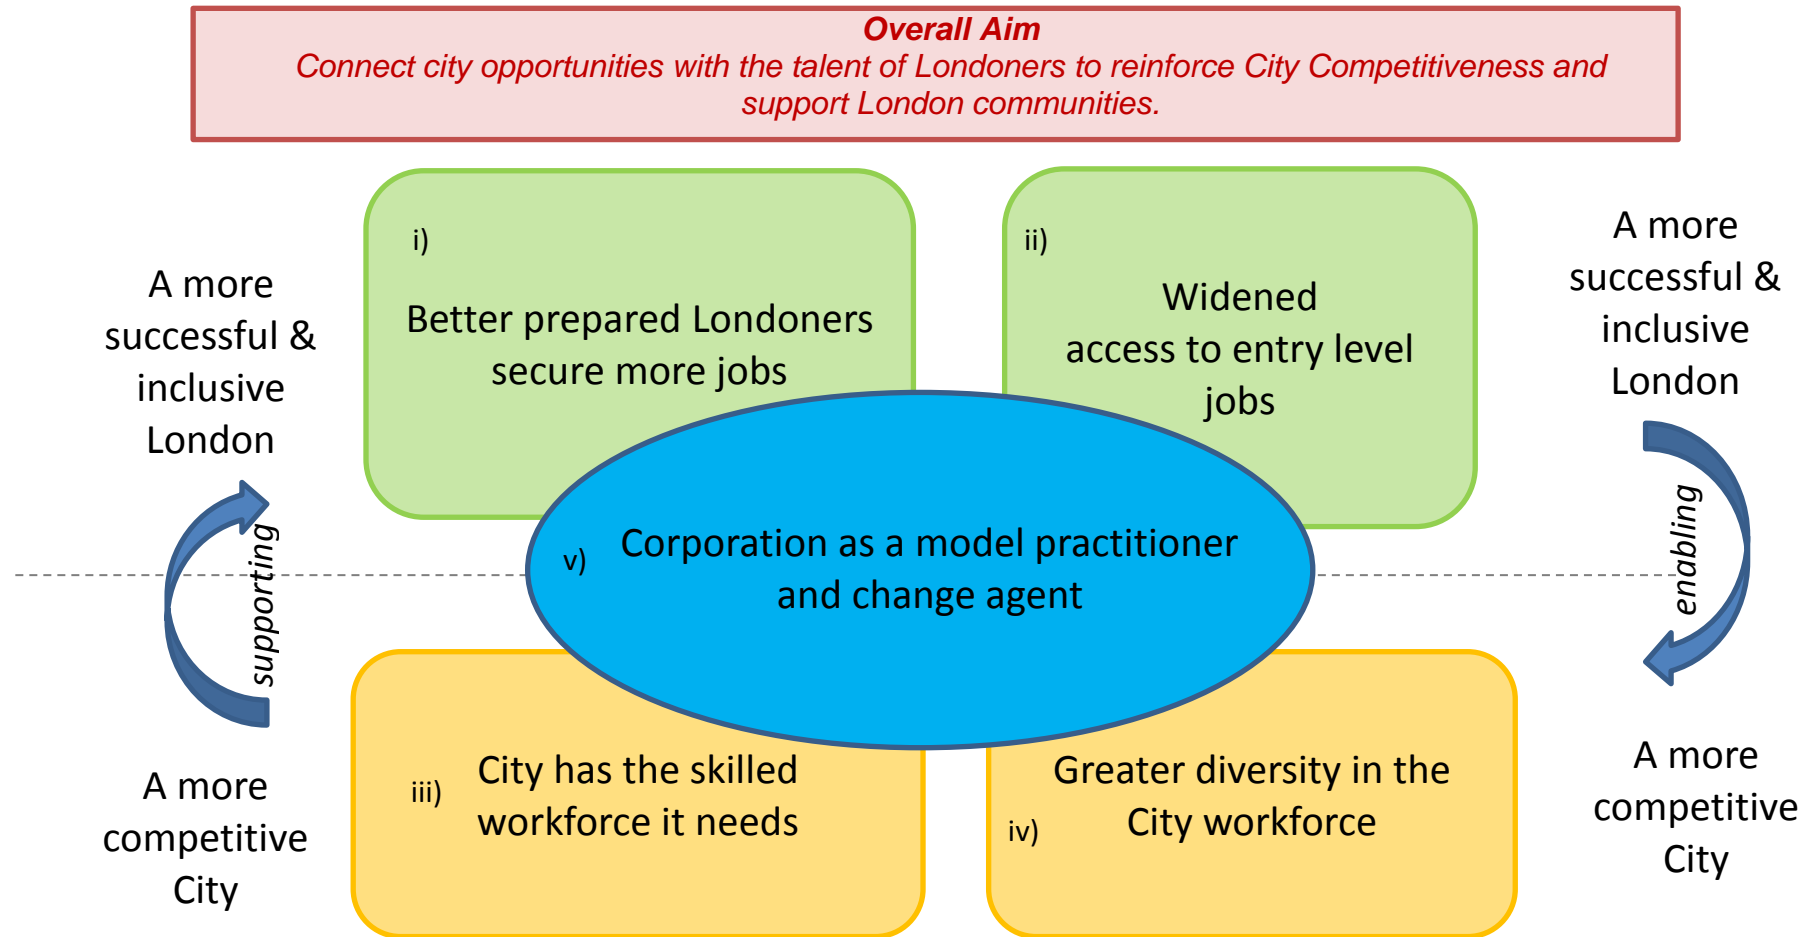 Overall Aim
Connect city opportunities with the talent of Londoners to reinforce City Competitiveness and
support London communities.
A more
successful &
inclusive
London
supporting
A more
competitive
City
i)
Better prepared Londoners
secure more jobs
ii)
Widened
access to entry level
jobs
v)
Corporation as a model practitioner
and change agent
iii)
City has the skilled
workforce it needs
iv)
Greater diversity in the
City workforce
A more
successful &
inclusive
London
enabling
A more
competitive
City